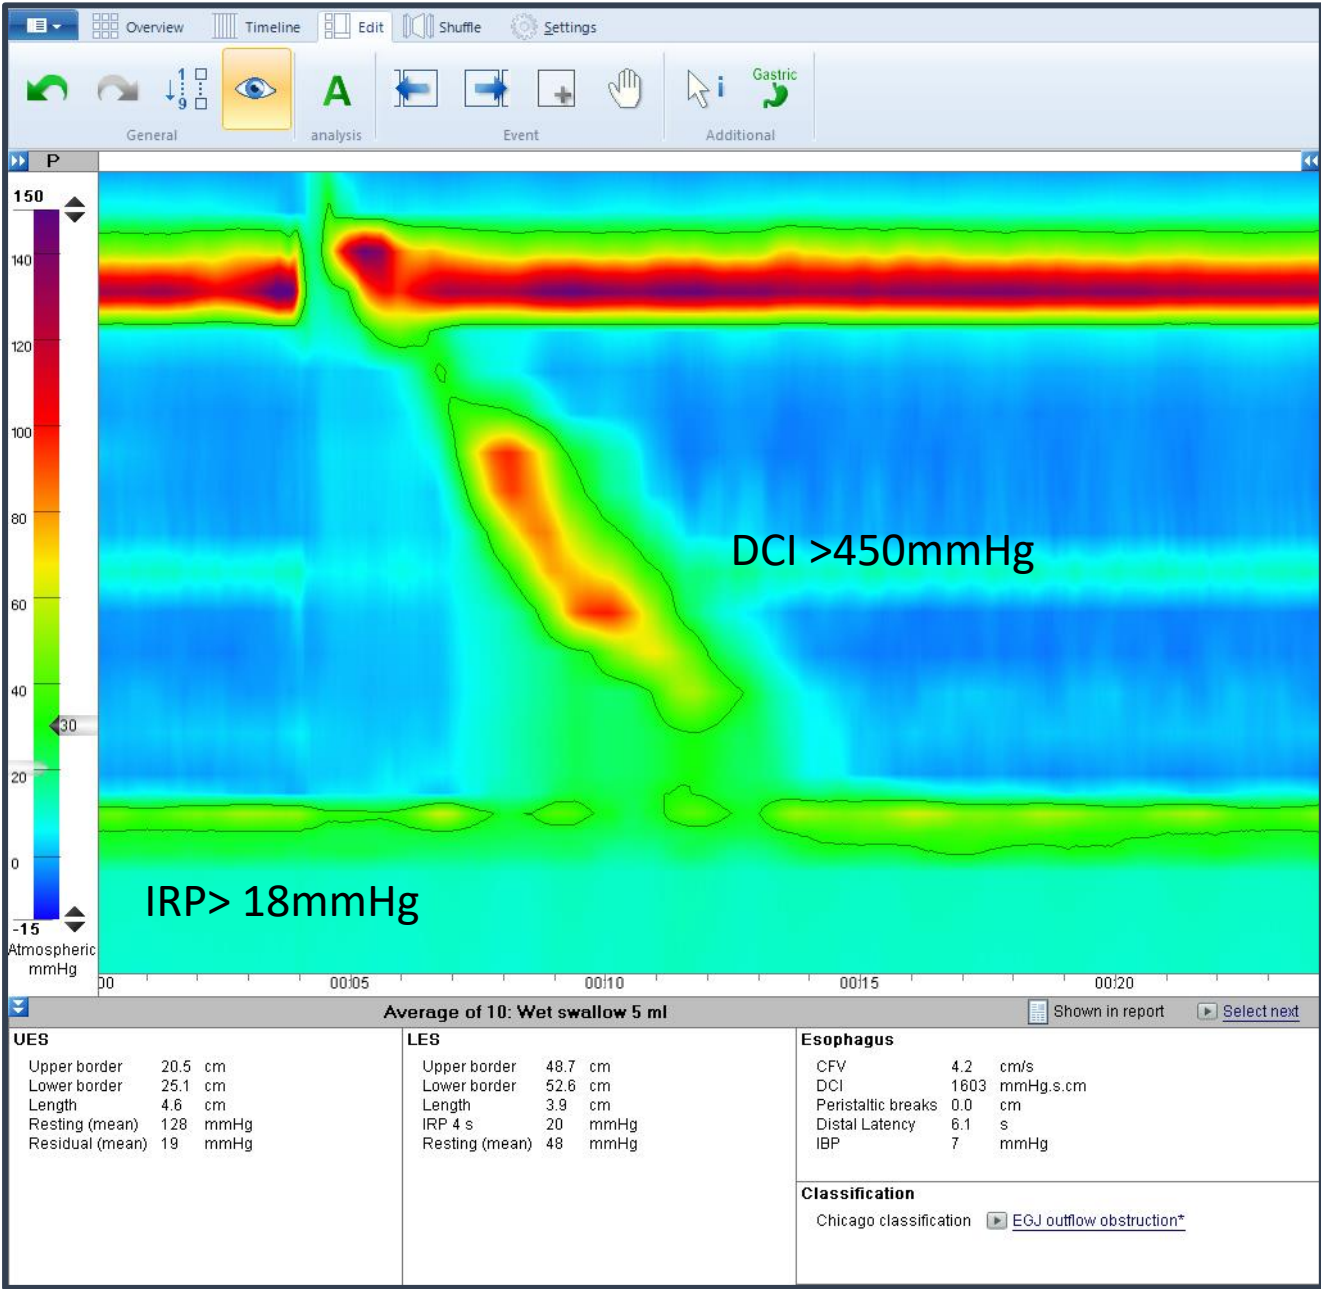 Overview Timeline Edit Shuffle Settings
1
9
A
i
Gastric
General analysis Event Additional
P
150
140
120
100
80
60
40
30
20
0
-15
Atmospheric
mmHg
DCI >450mmHg
IRP> 18mmHg
00 00:05 00:10 00:15 00:20
Average of 10: Wet swallow 5 ml Shown in report Select next
UES
Upper border 20.5 cm
Lower border 25.1 cm
Length 4.6 cm
Resting (mean) 128 mmHg
Residual (mean) 19 mmHg
LES
Upper border 48.7 cm
Lower border 52.6 cm
Length 3.9 cm
IRP 4 s 20 mmHg
Resting (mean) 48 mmHg
Esophagus
CFV 4.2 cm/s
DCI 1603 mmHg.s.cm
Peristaltic breaks 0.0 cm
Distal Latency 6.1 s
IBP 7 mmHg
Classification
Chicago classification EGJ outflow obstruction*